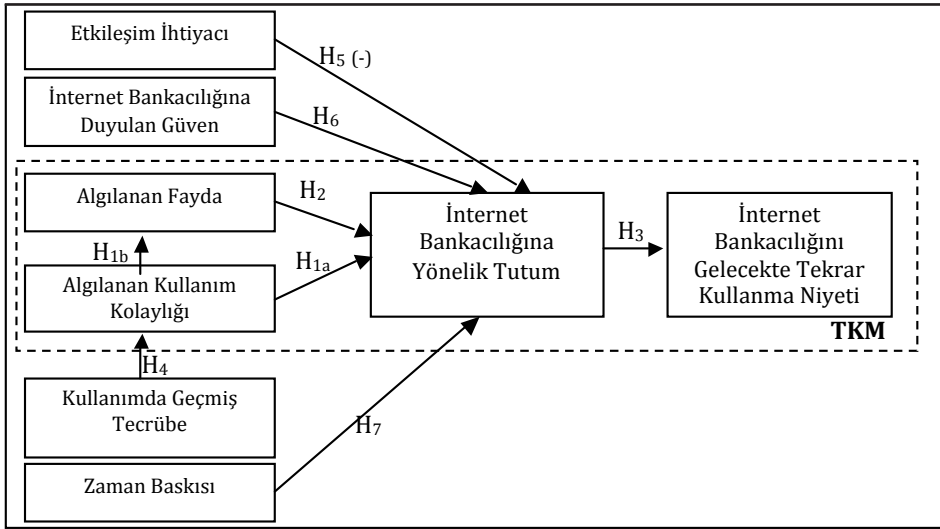 Etkileşim İhtiyacı
H5 (-)
İnternet Bankacılığına
Duyulan Güven
H6
Algılanan Fayda
H2
İnternet
Bankacılığına
Yönelik Tutum
H3
İnternet
Bankacılığını
Gelecekte Tekrar
Kullanma Niyeti
H1b
H1a
Algılanan Kullanım
Kolaylığı
TKM
H4
Kullanımda Geçmiş
Tecrübe
H7
Zaman Baskısı